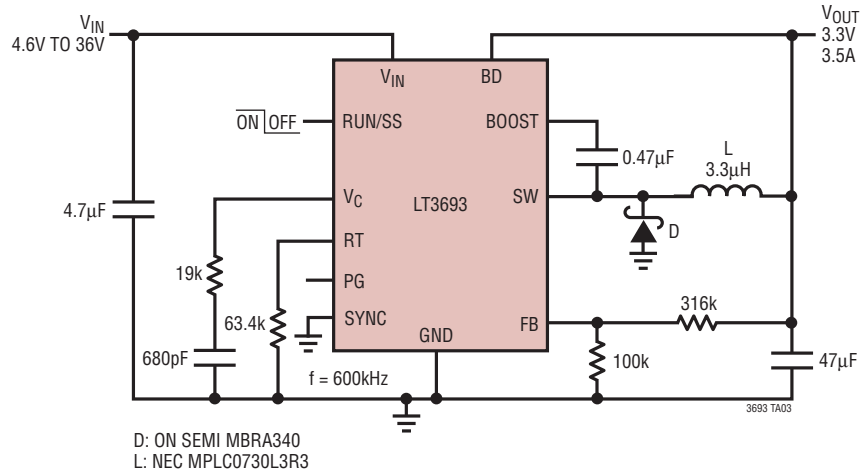 VIN
4.6V TO 36V
VOUT
3.3V
3.5A
VIN
BD
ON OFF
RUN/SS
BOOST
0.47µF
L
3.3µH
4.7µF
VC
LT3693
SW
D
RT
19k
PG
63.4k
SYNC
GND
FB
316k
680pF
f = 600kHz
100k
47µF
3693 TA03
D: ON SEMI MBRA340
L: NEC MPLC0730L3R3